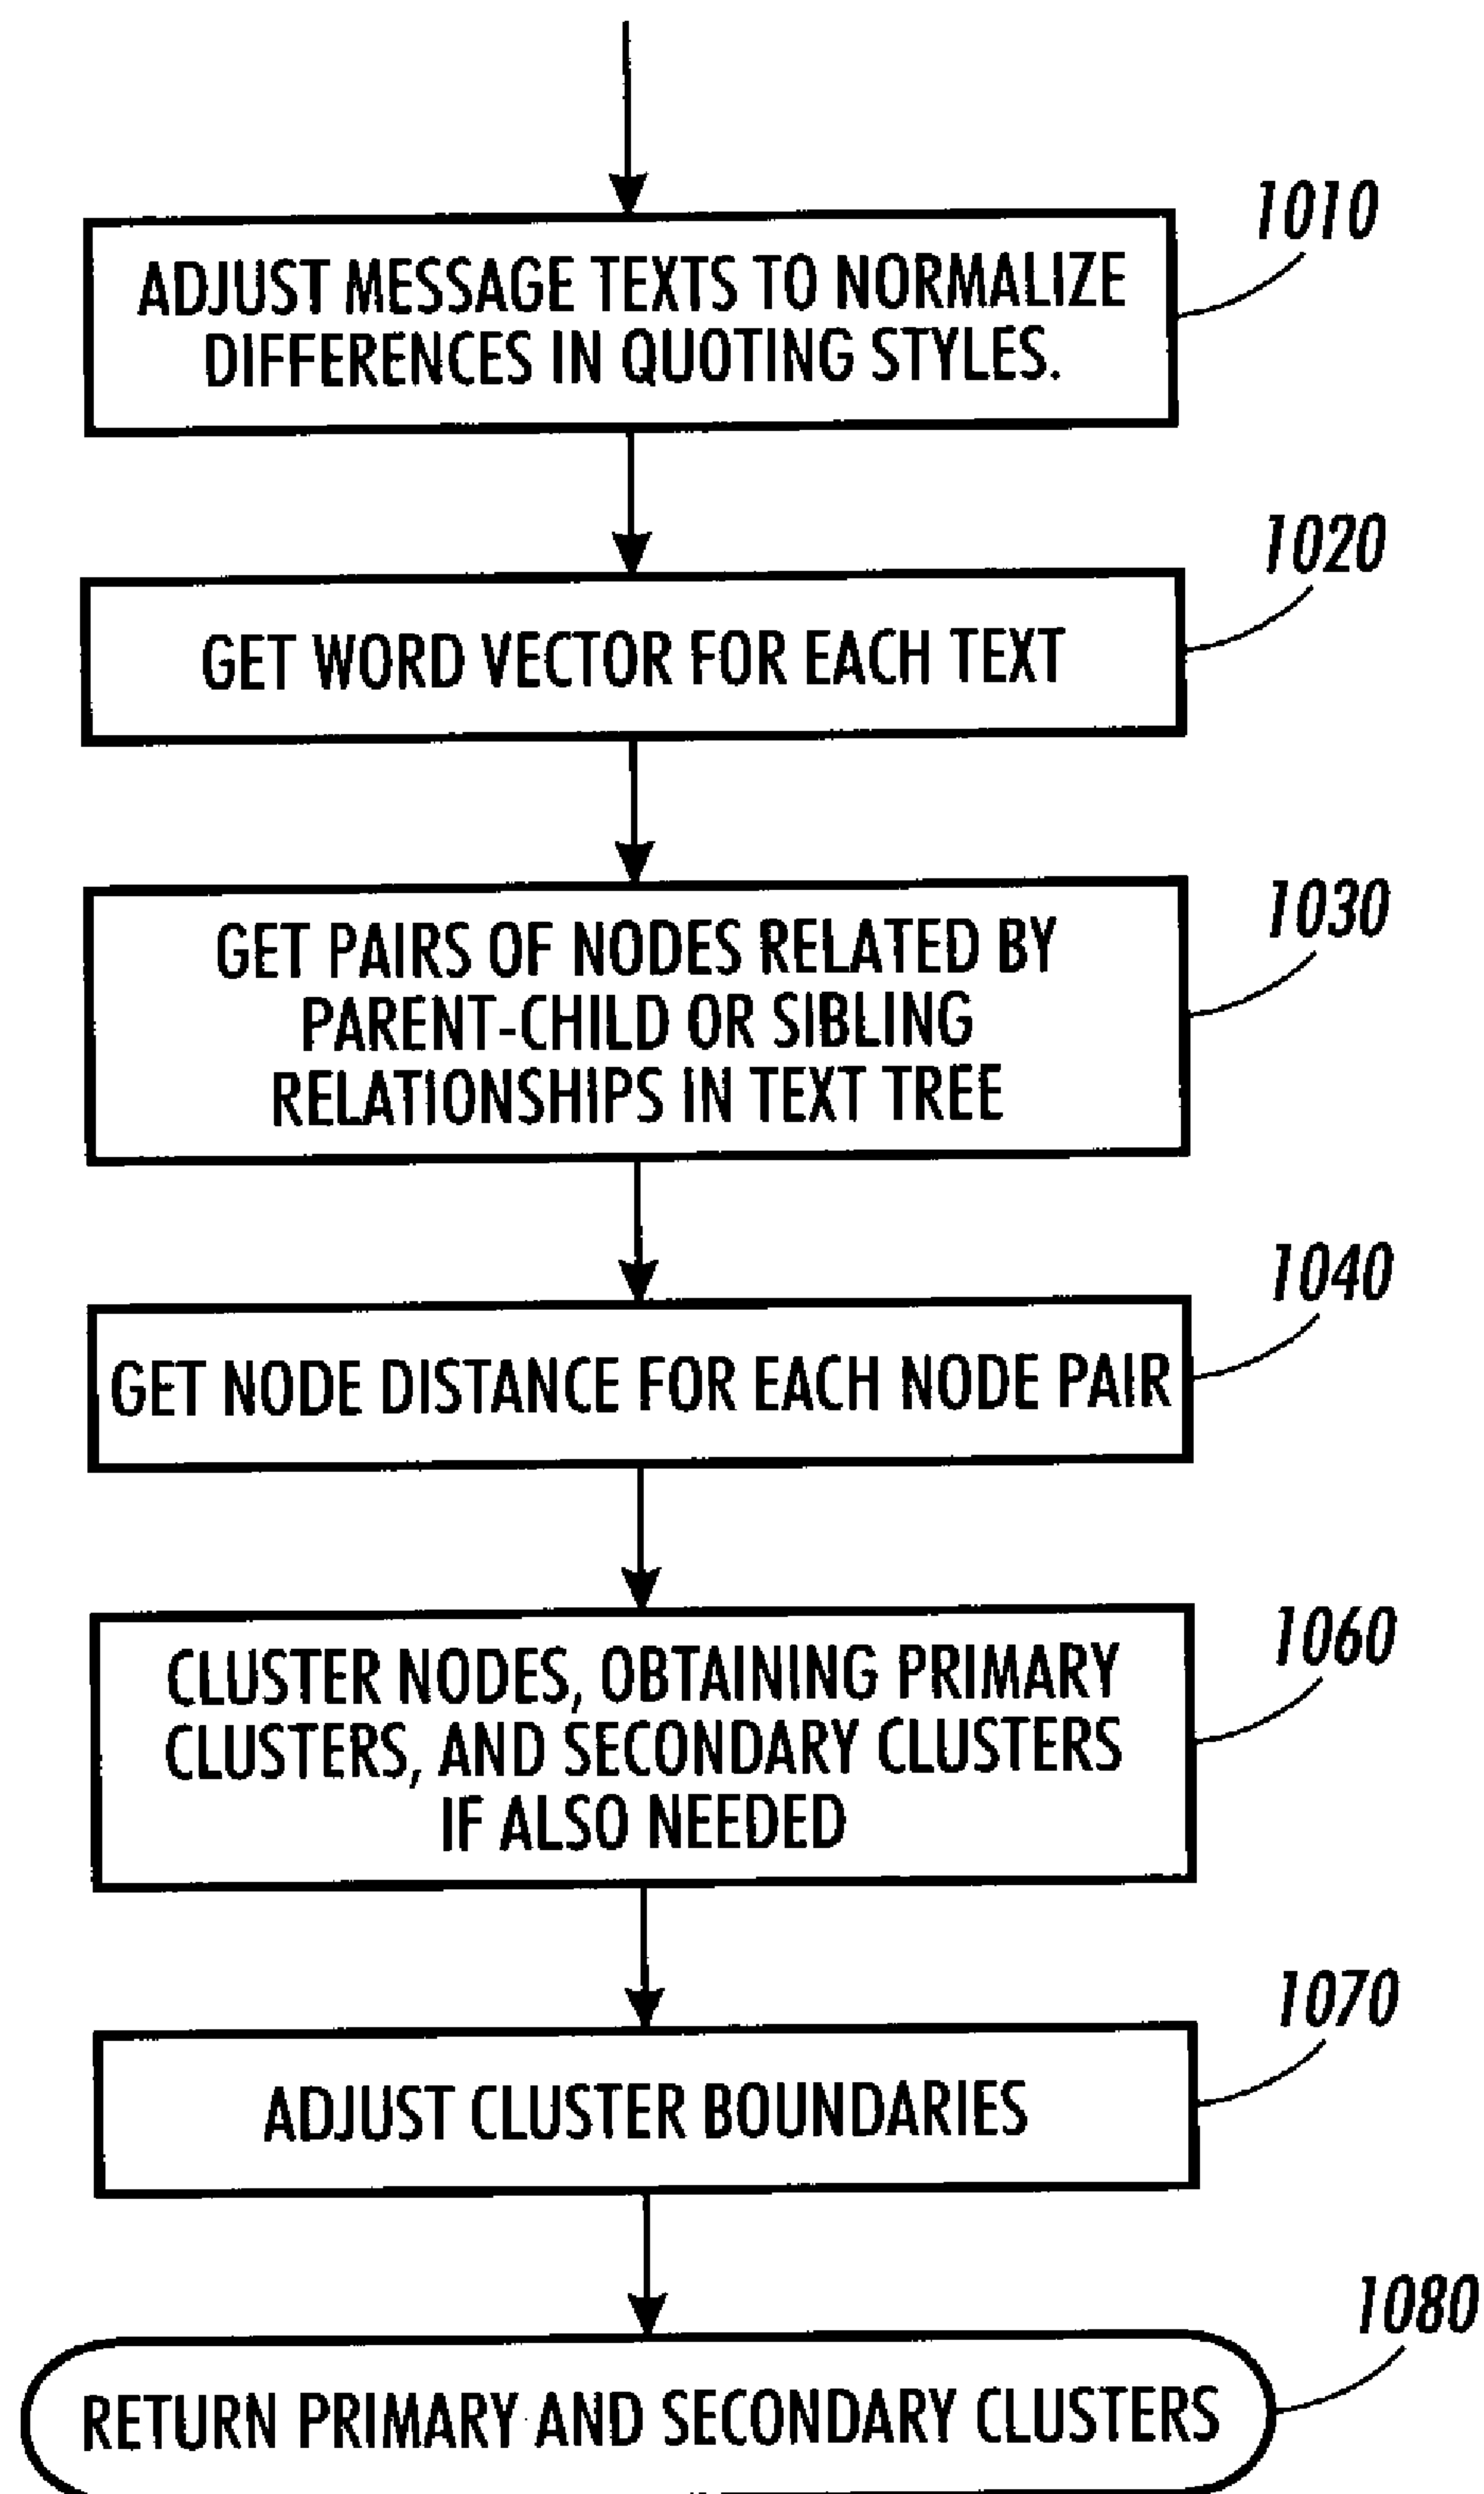 1010
ADJUST MESSAGE TEXTS TO NORMALIZE
DIFFERENCES IN QUOTING STYLES.
1020
GET WORD VECTOR FOR EACH TEXT
1030
GET PAIRS OF NODES RELATED BY
PARENT-CHILD OR SIBLING
RELATIONSHIPS IN TEXT TREE
1040
GET NODE DISTANCE FOR EACH NODE PAIR
1060
CLUSTER NODES, OBTAINING PRIMARY
CLUSTERS, AND SECONDARY CLUSTERS
IF ALSO NEEDED
1070
ADJUST CLUSTER BOUNDARIES
1080
RETURN PRIMARY AND SECONDARY CLUSTERS